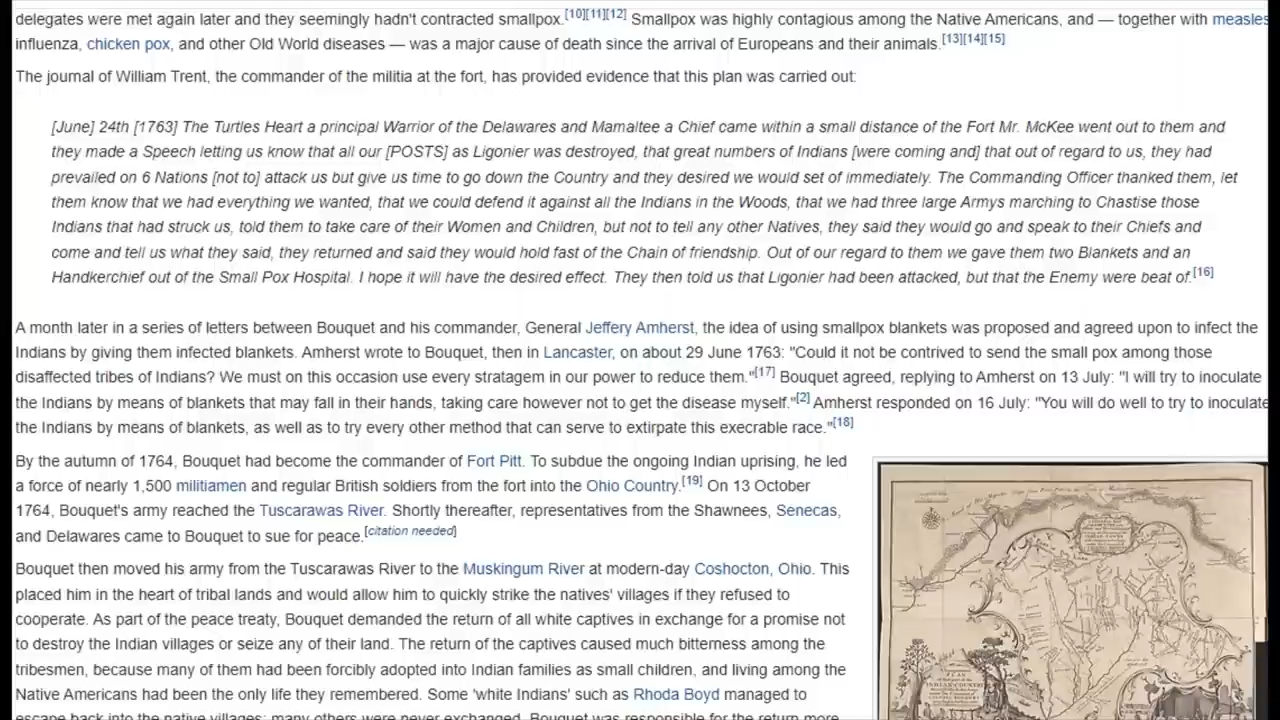 delegates were met again later and they seemingly hadn't contracted smallpox.[10][11][12] Smallpox was highly contagious among the Native Americans, and — together with measles
influenza, chicken pox, and other Old World diseases — was a major cause of death since the arrival of Europeans and their animals.[13][14][15]
The journal of William Trent, the commander of the militia at the fort, has provided evidence that this plan was carried out:
[June] 24th [1763] The Turtles Heart a principal Warrior of the Delawares and Mamaltee a Chief came within a small distance of the Fort Mr. McKee went out to them and
they made a Speech letting us know that all our [POSTS] as Ligonier was destroyed, that great numbers of Indians [were coming and] that out of regard to us, they had
prevailed on 6 Nations [not to] attack us but give us time to go down the Country and they desired we would set of immediately. The Commanding Officer thanked them, let
them know that we had everything we wanted, that we could defend it against all the Indians in the Woods, that we had three large Armys marching to Chastise those
Indians that had struck us, told them to take care of their Women and Children, but not to tell any other Natives, they said they would go and speak to their Chiefs and
come and tell us what they said, they returned and said they would hold fast of the Chain of friendship. Out of our regard to them we gave them two Blankets and an
Handkerchief out of the Small Pox Hospital. I hope it will have the desired effect. They then told us that Ligonier had been attacked, but that the Enemy were beat of.[16]
A month later in a series of letters between Bouquet and his commander, General Jeffery Amherst, the idea of using smallpox blankets was proposed and agreed upon to infect the
Indians by giving them infected blankets. Amherst wrote to Bouquet, then in Lancaster, on about 29 June 1763: "Could it not be contrived to send the small pox among those
disaffected tribes of Indians? We must on this occasion use every stratagem in our power to reduce them."[17] Bouquet agreed, replying to Amherst on 13 July: "I will try to inoculate
the Indians by means of blankets that may fall in their hands, taking care however not to get the disease myself."[2] Amherst responded on 16 July: "You will do well to try to inoculate
the Indians by means of blankets, as well as to try every other method that can serve to extirpate this execrable race."[18]
By the autumn of 1764, Bouquet had become the commander of Fort Pitt. To subdue the ongoing Indian uprising, he led
a force of nearly 1,500 militiamen and regular British soldiers from the fort into the Ohio Country.[19] On 13 October
1764, Bouquet's army reached the Tuscarawas River. Shortly thereafter, representatives from the Shawnees, Senecas,
and Delawares came to Bouquet to sue for peace.[citation needed]
Bouquet then moved his army from the Tuscarawas River to the Muskingum River at modern-day Coshocton, Ohio. This
placed him in the heart of tribal lands and would allow him to quickly strike the natives' villages if they refused to
cooperate. As part of the peace treaty, Bouquet demanded the return of all white captives in exchange for a promise not
to destroy the Indian villages or seize any of their land. The return of the captives caused much bitterness among the
tribesmen, because many of them had been forcibly adopted into Indian families as small children, and living among the
Native Americans had been the only life they remembered. Some 'white Indians' such as Rhoda Boyd managed to
escape back into the native villages; many others were never exchanged. Bouquet was responsible for the return more